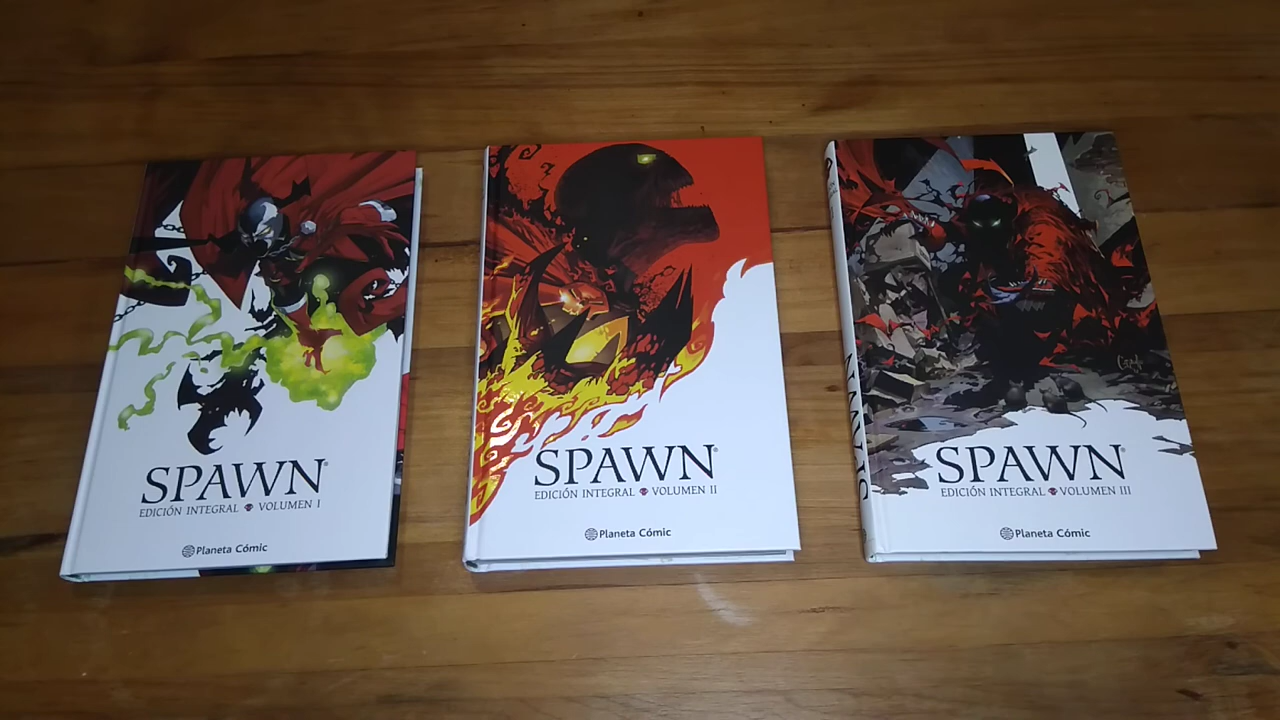 SPAWN®
EDICIÓN INTEGRAL VOLUMEN I
Planeta Cómic
SPAWN®
EDICIÓN INTEGRAL VOLUMEN II
Planeta Cómic
SPAWN®
EDICIÓN INTEGRAL VOLUMEN III
Planeta Cómic
SPAWN